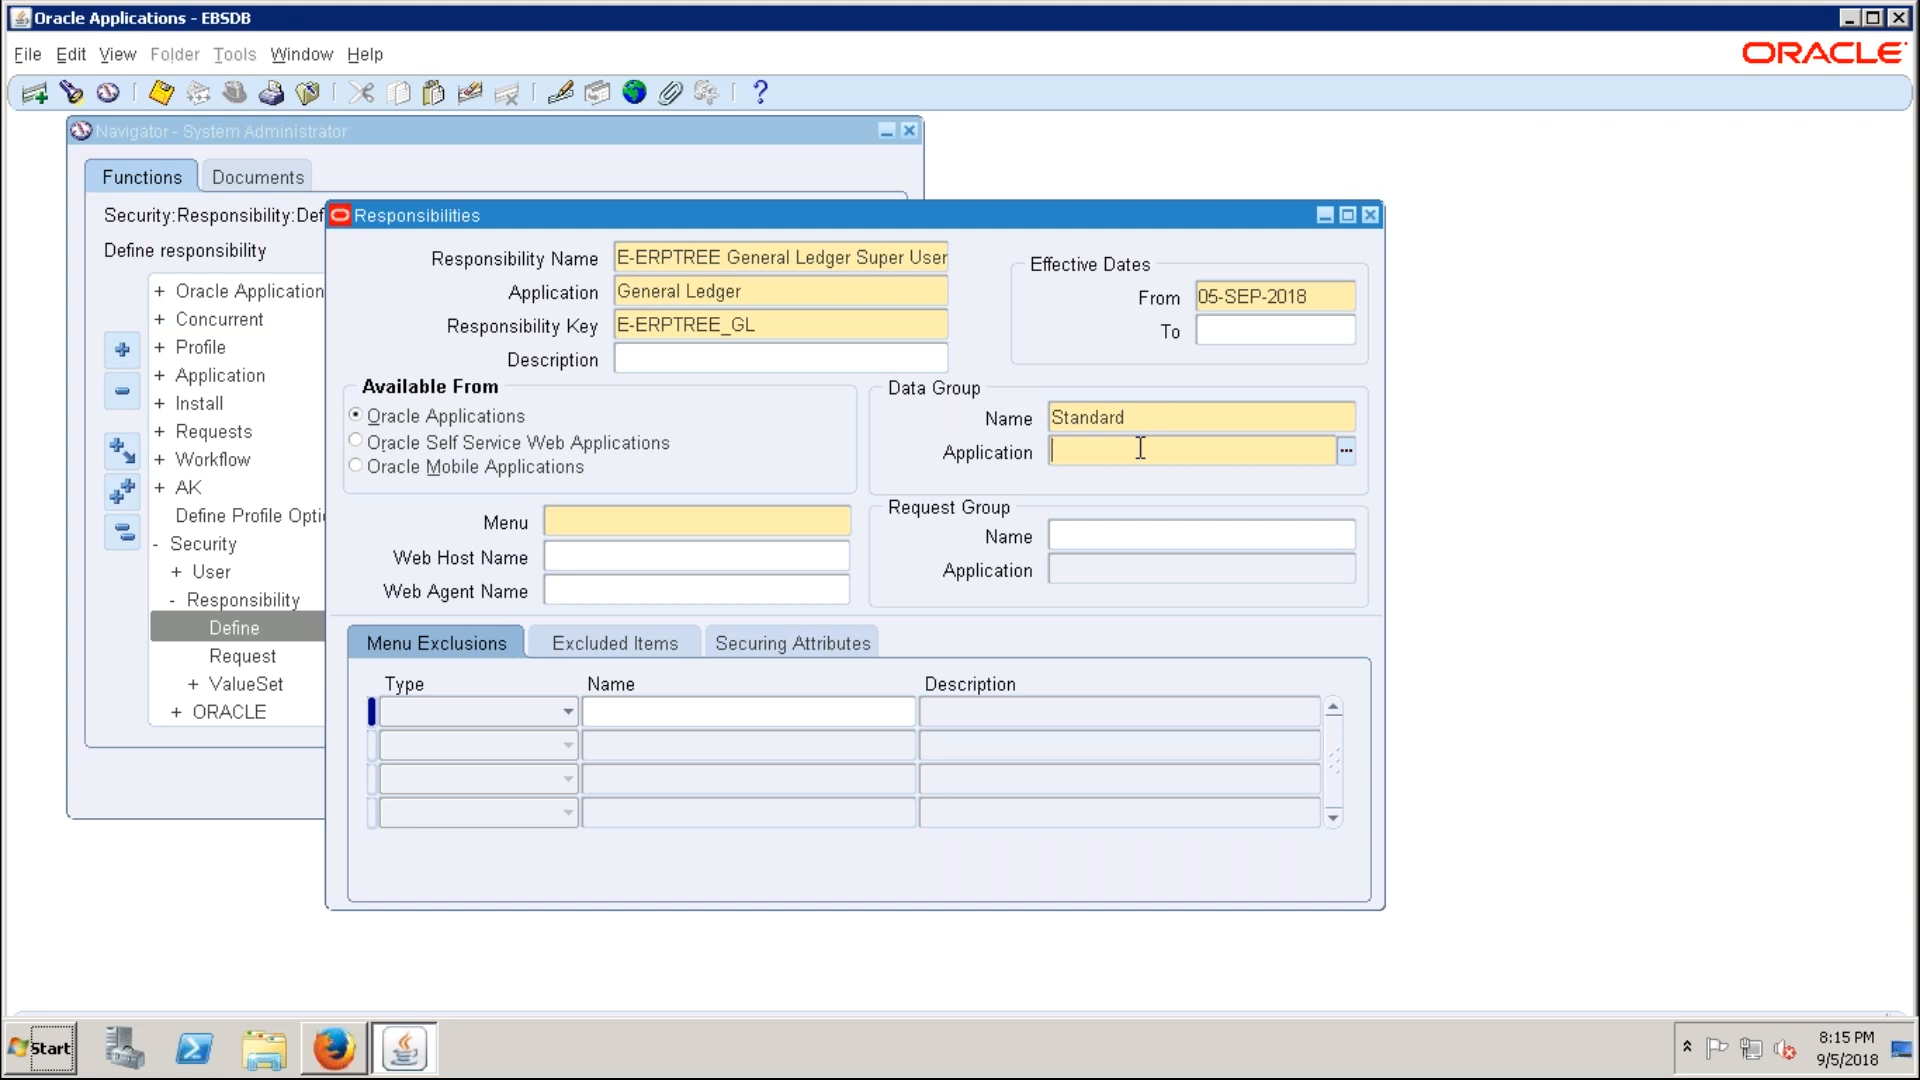 Oracle Applications - EBSDB
File Edit View Folder Tools Window Help
ORACLE
Navigator - System Administrator
Functions Documents
Security:Responsibility:Def
Define responsibility
+ Oracle Application
+ Concurrent
+ Profile
+ Application
+ Install
+ Requests
+ Workflow
+ AK
Define Profile Opti
- Security
+ User
- Responsibility
Define
Request
+ ValueSet
+ ORACLE
Responsibilities
Responsibility Name E-ERPTREE General Ledger Super User
Application General Ledger
Responsibility Key E-ERPTREE_GL
Description
Effective Dates
From 05-SEP-2018
To
Available From
Oracle Applications
Oracle Self Service Web Applications
Oracle Mobile Applications
Data Group
Name Standard
Application
Menu
Web Host Name
Web Agent Name
Request Group
Name
Application
Menu Exclusions Excluded Items Securing Attributes
Type Name Description
Start
8:15 PM
9/5/2018